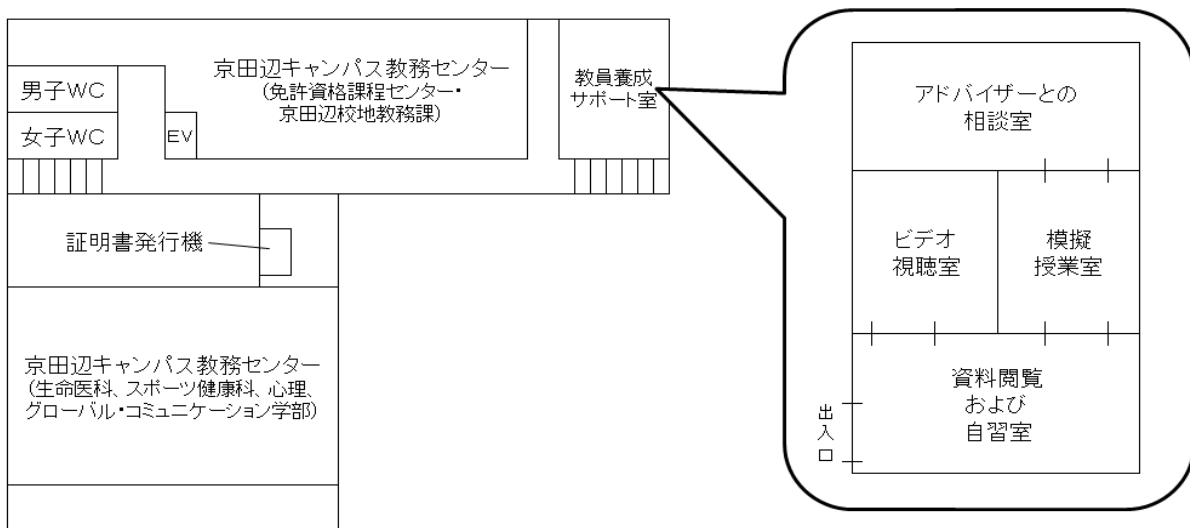 京田辺キャンパス教務センター
(免許資格課程センター・
京田辺校地教務課)
男子WC
女子WC
EV
教員養成
サポート室
証明書発行機
京田辺キャンパス教務センター
(生命医科、スポーツ健康科、心理、
グローバル・コミュニケーション学部)
アドバイザーとの
相談室
ビデオ
視聴室
模擬
授業室
資料閲覧
および
自習室
出入口